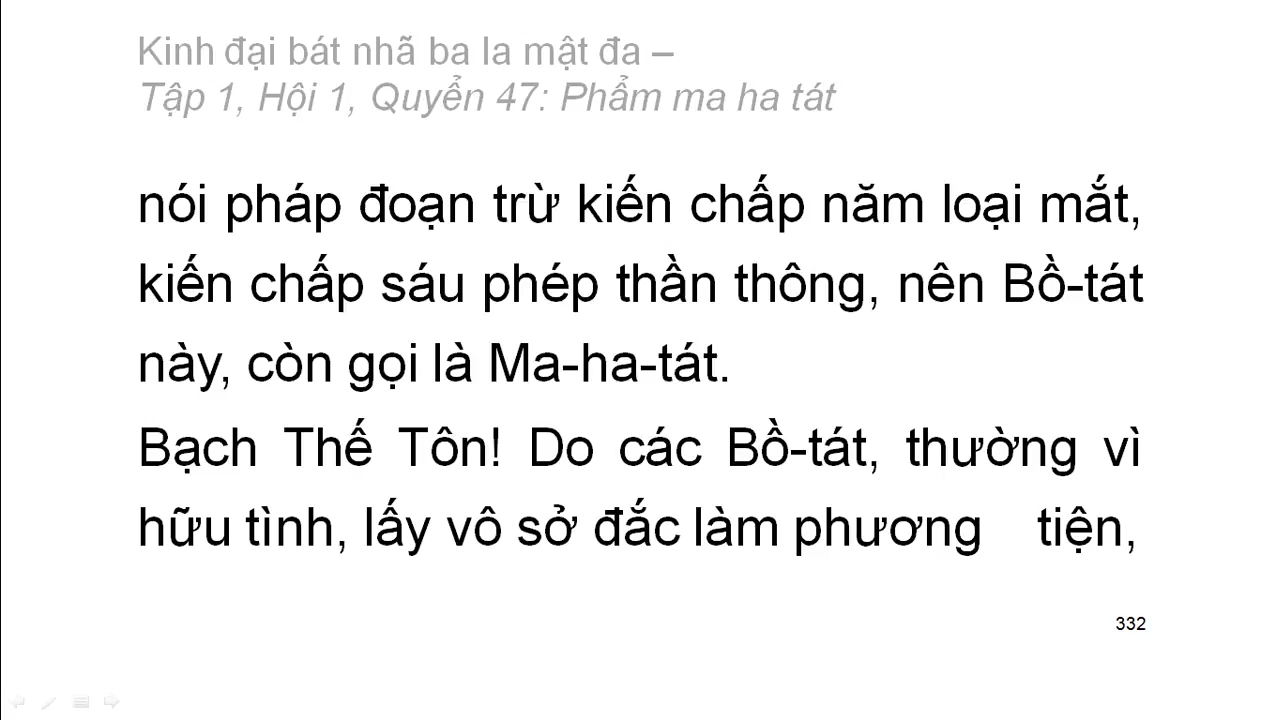 Kinh đại bát nhã ba la mật đa –
Tập 1, Hội 1, Quyển 47: Phẩm ma ha tát
nói pháp đoạn trừ kiến chấp năm loại mắt,
kiến chấp sáu phép thần thông, nên Bồ-tát
này, còn gọi là Ma-ha-tát.
Bạch Thế Tôn! Do các Bồ-tát, thường vì
hữu tình, lấy vô sở đắc làm phương tiện,
332